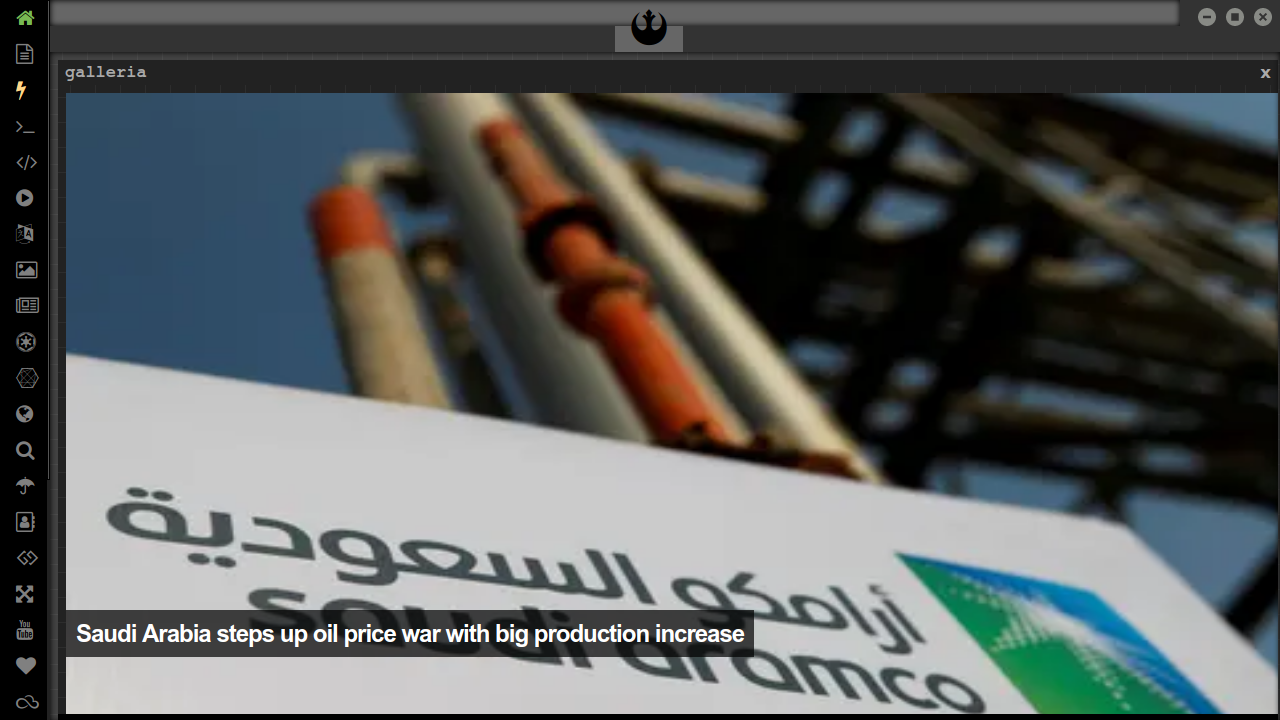 galleria
x
أرامكو السعودية
saudi aramco
Saudi Arabia steps up oil price war with big production increase
You
Tube